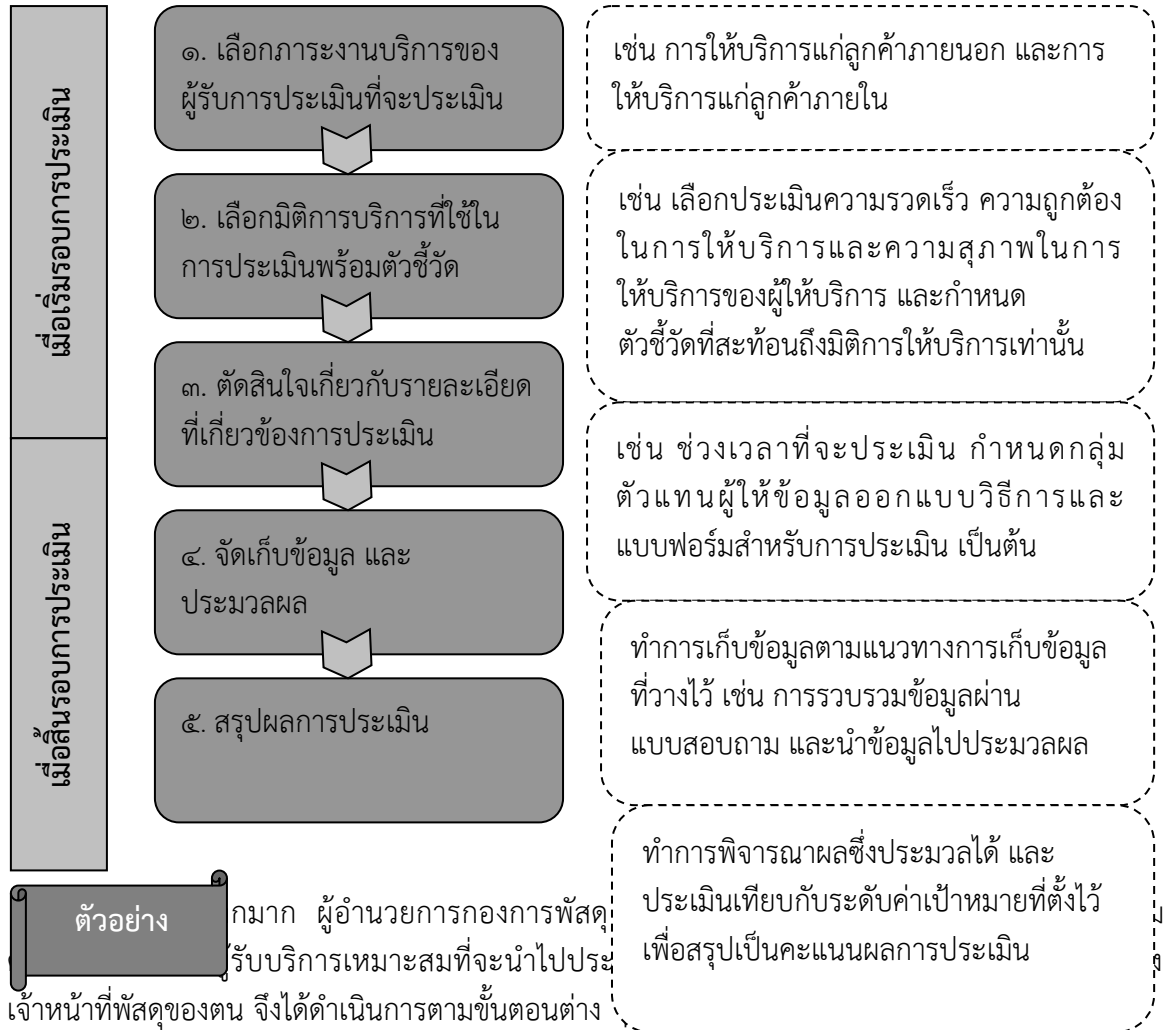 เมื่อเริ่มรอบการประเมิน
๑. เลือกภาระงานบริการของ
ผู้รับการประเมินที่จะประเมิน
เช่น การให้บริการแก่ลูกค้าภายนอก และการ
ให้บริการแก่ลูกค้าภายใน
๒. เลือกมิติการบริการที่ใช้ใน
การประเมินพร้อมตัวชี้วัด
เช่น เลือกประเมินความรวดเร็ว ความถูกต้อง
ในการให้บริการและความสุภาพในการ
ให้บริการของผู้ให้บริการ และกำหนด
ตัวชี้วัดที่สะท้อนถึงมิติการให้บริการเท่านั้น
๓. ตัดสินใจเกี่ยวกับรายละเอียด
ที่เกี่ยวข้องการประเมิน
เช่น ช่วงเวลาที่จะประเมิน กำหนดกลุ่ม
ตัวแทนผู้ให้ข้อมูลออกแบบวิธีการและ
แบบฟอร์มสำหรับการประเมิน เป็นต้น
เมื่อสิ้นรอบการประเมิน
๔. จัดเก็บข้อมูล และ
ประมวลผล
ทำการเก็บข้อมูลตามแนวทางการเก็บข้อมูล
ที่วางไว้ เช่น การรวบรวมข้อมูลผ่าน
แบบสอบถาม และนำข้อมูลไปประมวลผล
๕. สรุปผลการประเมิน
ทำการพิจารณาผลซึ่งประมวลได้ และ
ประเมินเทียบกับระดับค่าเป้าหมายที่ตั้งไว้
เพื่อสรุปเป็นคะแนนผลการประเมิน
ตัวอย่าง
กมาก ผู้อำนวยการกองการพัสดุ
รับบริการเหมาะสมที่จะนำไปประ
เจ้าหน้าที่พัสดุของตน จึงได้ดำเนินการตามขั้นตอนต่าง